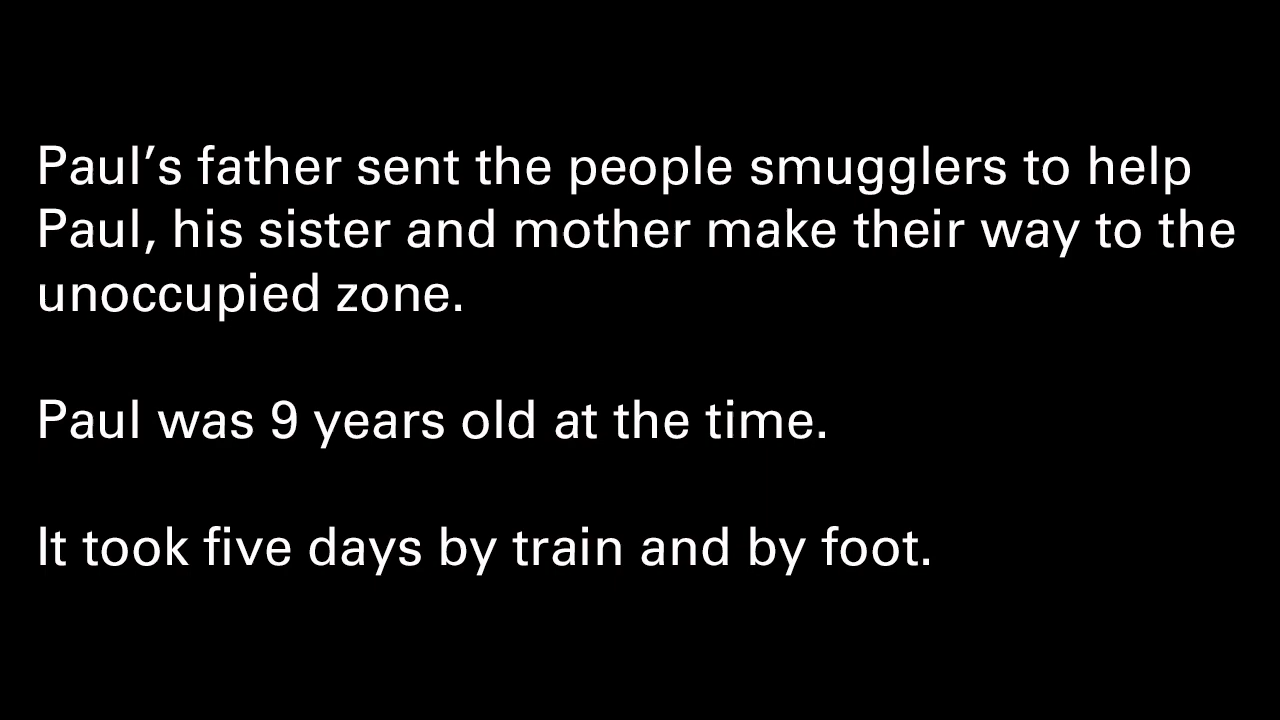 Paul’s father sent the people smugglers to help
Paul, his sister and mother make their way to the
unoccupied zone.
Paul was 9 years old at the time.
It took five days by train and by foot.